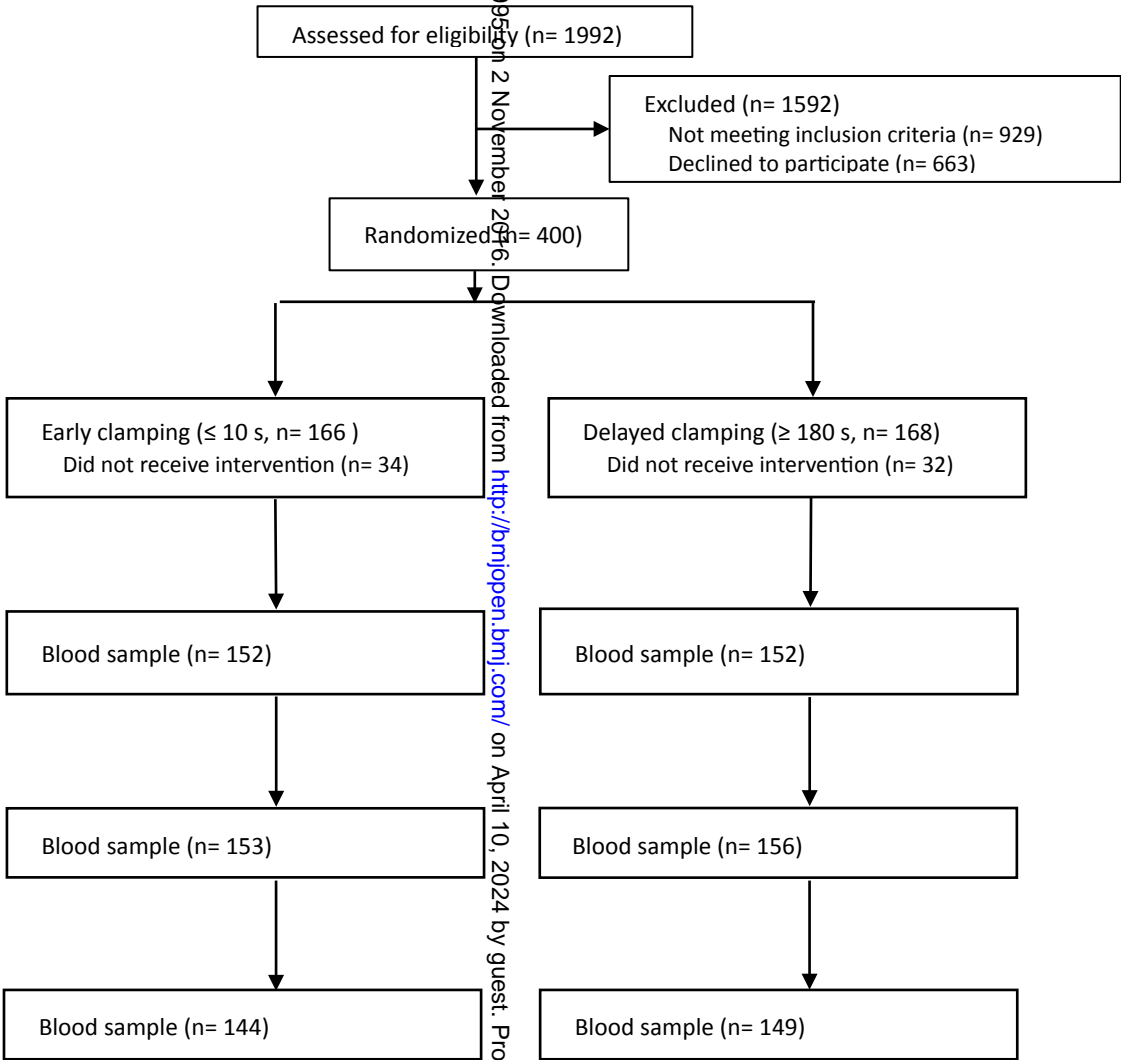 Assessed for eligibility (n= 1992)
Excluded (n= 1592)
Not meeting inclusion criteria (n= 929)
Declined to participate (n= 663)
Randomized (n= 400)
Early clamping (≤ 10 s, n= 166 )
Did not receive intervention (n= 34)
Delayed clamping (≥ 180 s, n= 168)
Did not receive intervention (n= 32)
Blood sample (n= 152)
Blood sample (n= 152)
Blood sample (n= 153)
Blood sample (n= 156)
Blood sample (n= 144)
Blood sample (n= 149)
995 on 2 November 2016. Downloaded from http://bmjopen.bmj.com/ on April 10, 2024 by guest. Pro